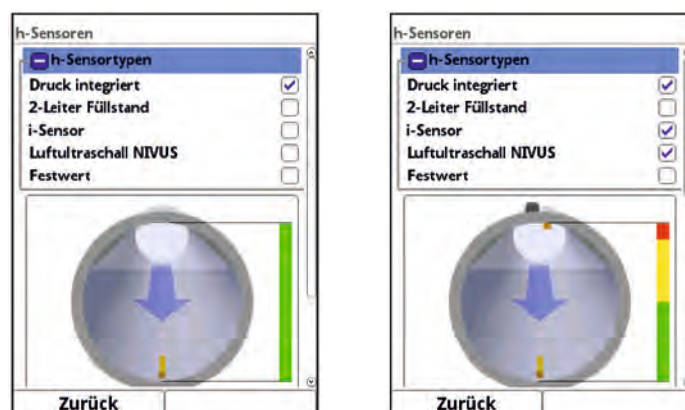 h-Sensoren
h-Sensortypen
Druck integriert
2-Leiter Füllstand
i-Sensor
Luftultraschall NIVUS
Festwert
Zurück
h-Sensoren
h-Sensortypen
Druck integriert
2-Leiter Füllstand
i-Sensor
Luftultraschall NIVUS
Festwert
Zurück